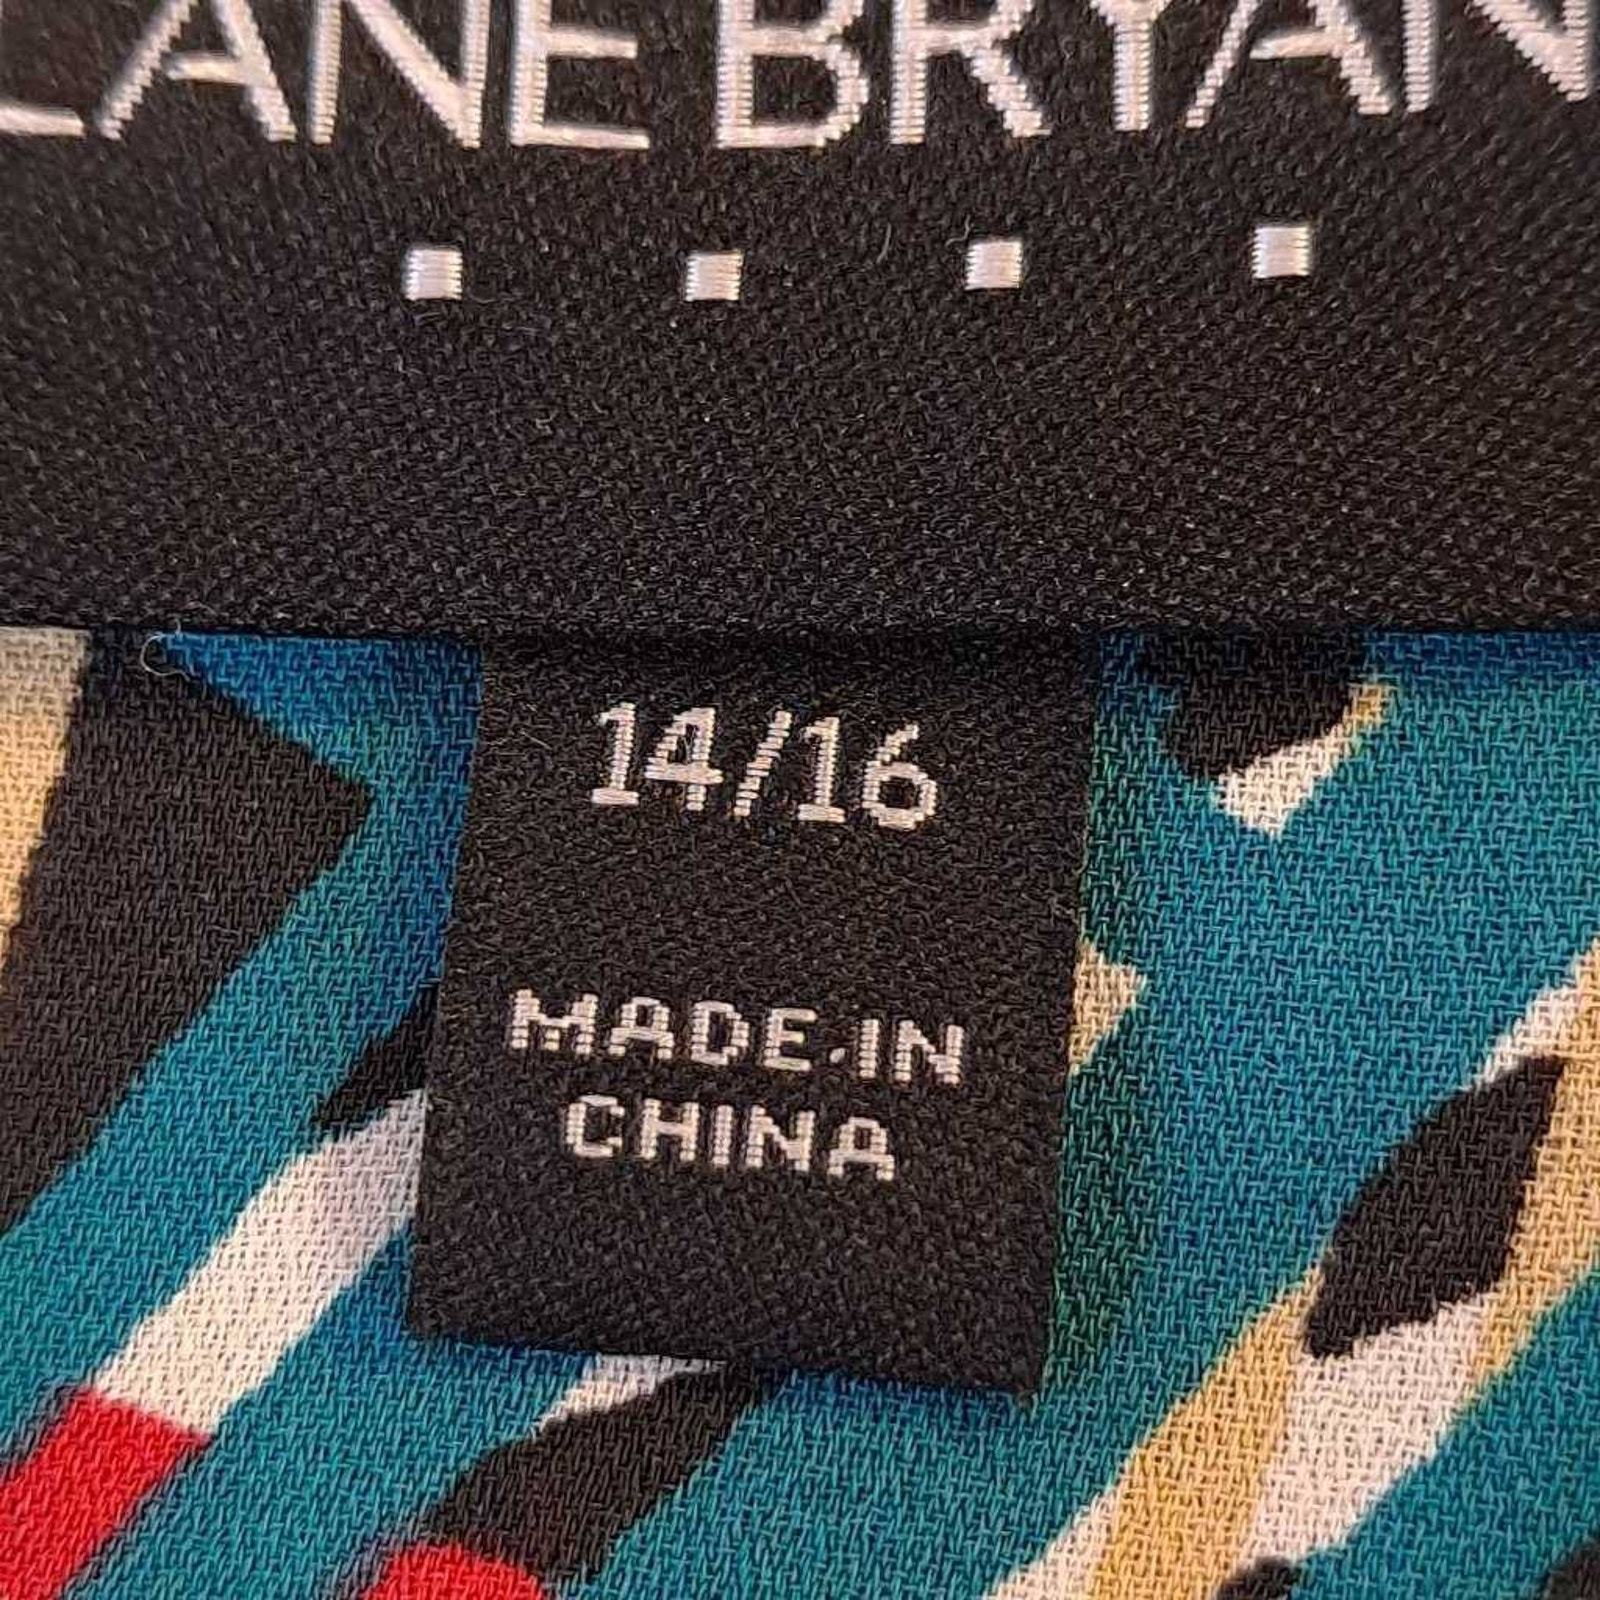 LANE BRYAN
14/16
MADE IN
CHINA